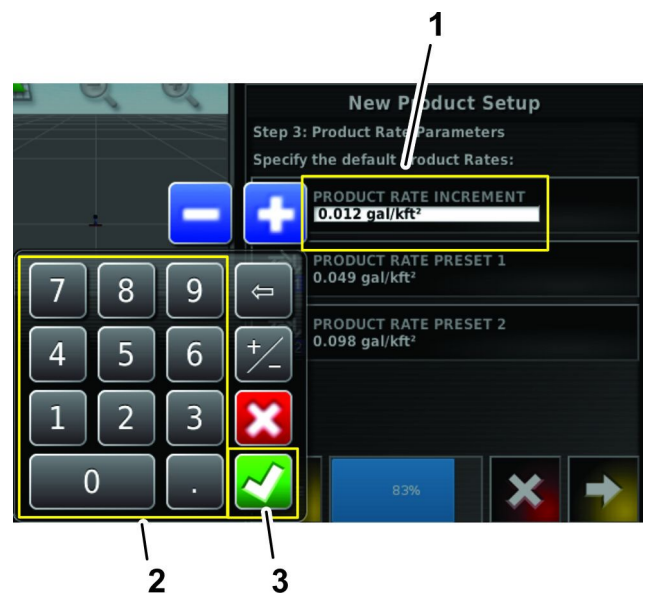 1
New Product Setup
Step 3: Product Rate Parameters
Specify the default Product Rates:
PRODUCT RATE INCREMENT
0.012 gal/kft²
PRODUCT RATE PRESET 1
0.049 gal/kft²
PRODUCT RATE PRESET 2
0.098 gal/kft²
7 8 9
4 5 6 +/−
1 2 3
0 .
83%
2 3